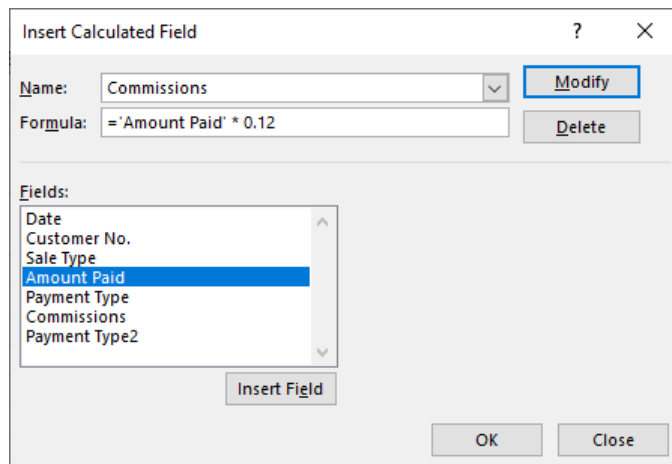 Insert Calculated Field
?
Name:
Commissions
Modify
Formula:
='Amount Paid' * 0.12
Delete
Fields:
Date
Customer No.
Sale Type
Amount Paid
Payment Type
Commissions
Payment Type2
Insert Field
OK
Close